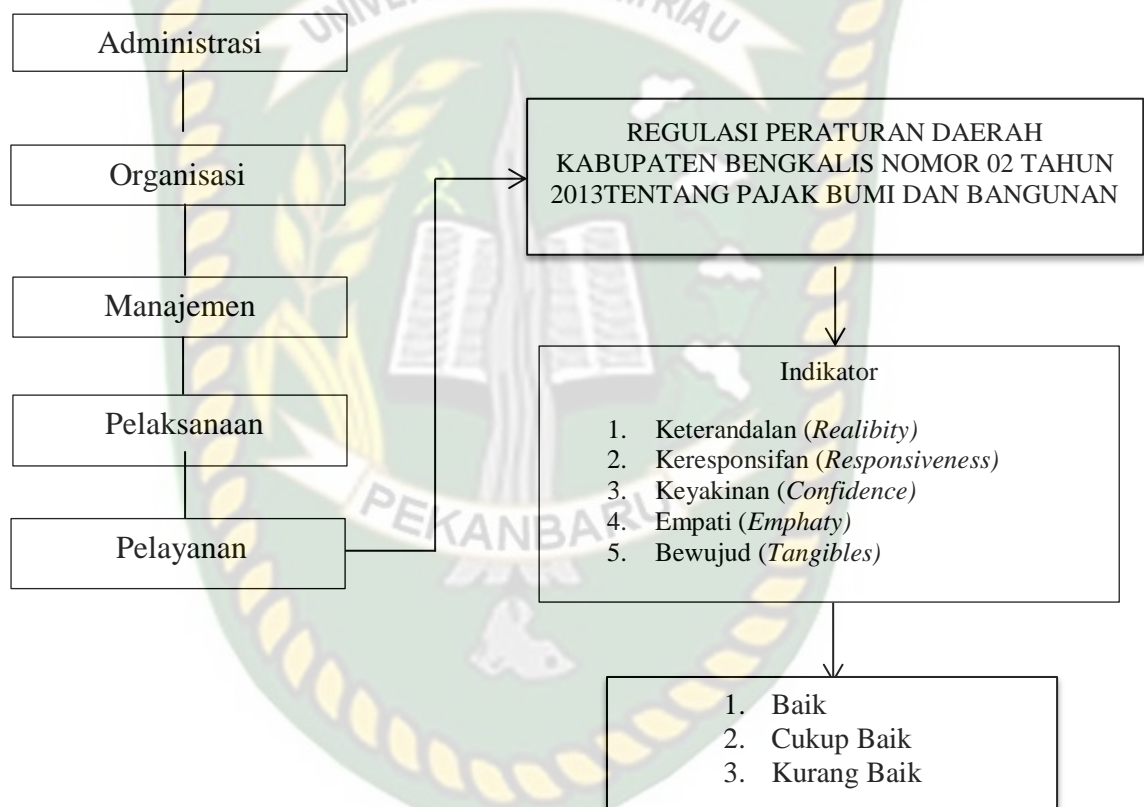 UNIVER
RIAU
Administrasi
Organisasi
Manajemen
Pelaksanaan
Pelayanan
REGULASI PERATURAN DAERAH
KABUPATEN BENGKALIS NOMOR 02 TAHUN
2013TENTANG PAJAK BUMI DAN BANGUNAN
Indikator
1. Keterandalan (Realibity)
2. Keresponsifan (Responsiveness)
3. Keyakinan (Confidence)
4. Empati (Emphaty)
5. Bewujud (Tangibles)
PEKANBARU
1. Baik
2. Cukup Baik
3. Kurang Baik